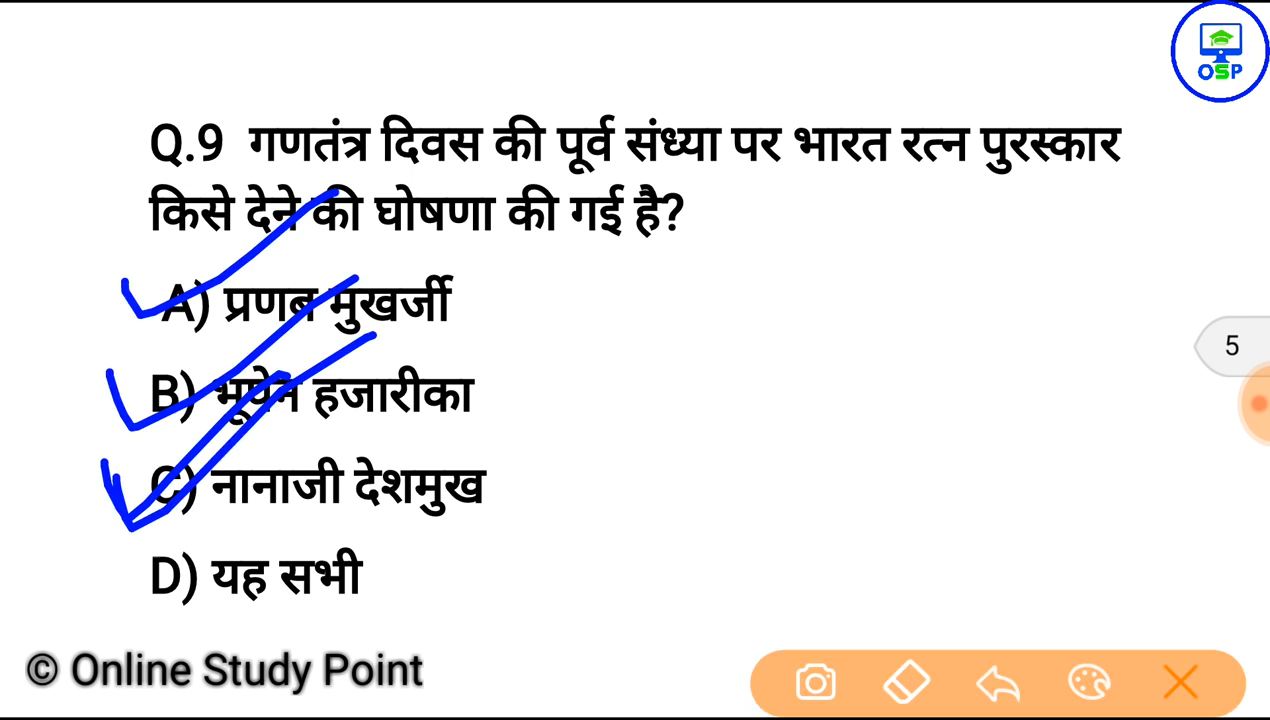 OSP
Q.9 गणतंत्र दिवस की पूर्व संध्या पर भारत रत्न पुरस्कार
किसे देने की घोषणा की गई है?
A) प्रणब मुखर्जी
5
B) भूपेन हजारीका
C) नानाजी देशमुख
D) यह सभी
© Online Study Point